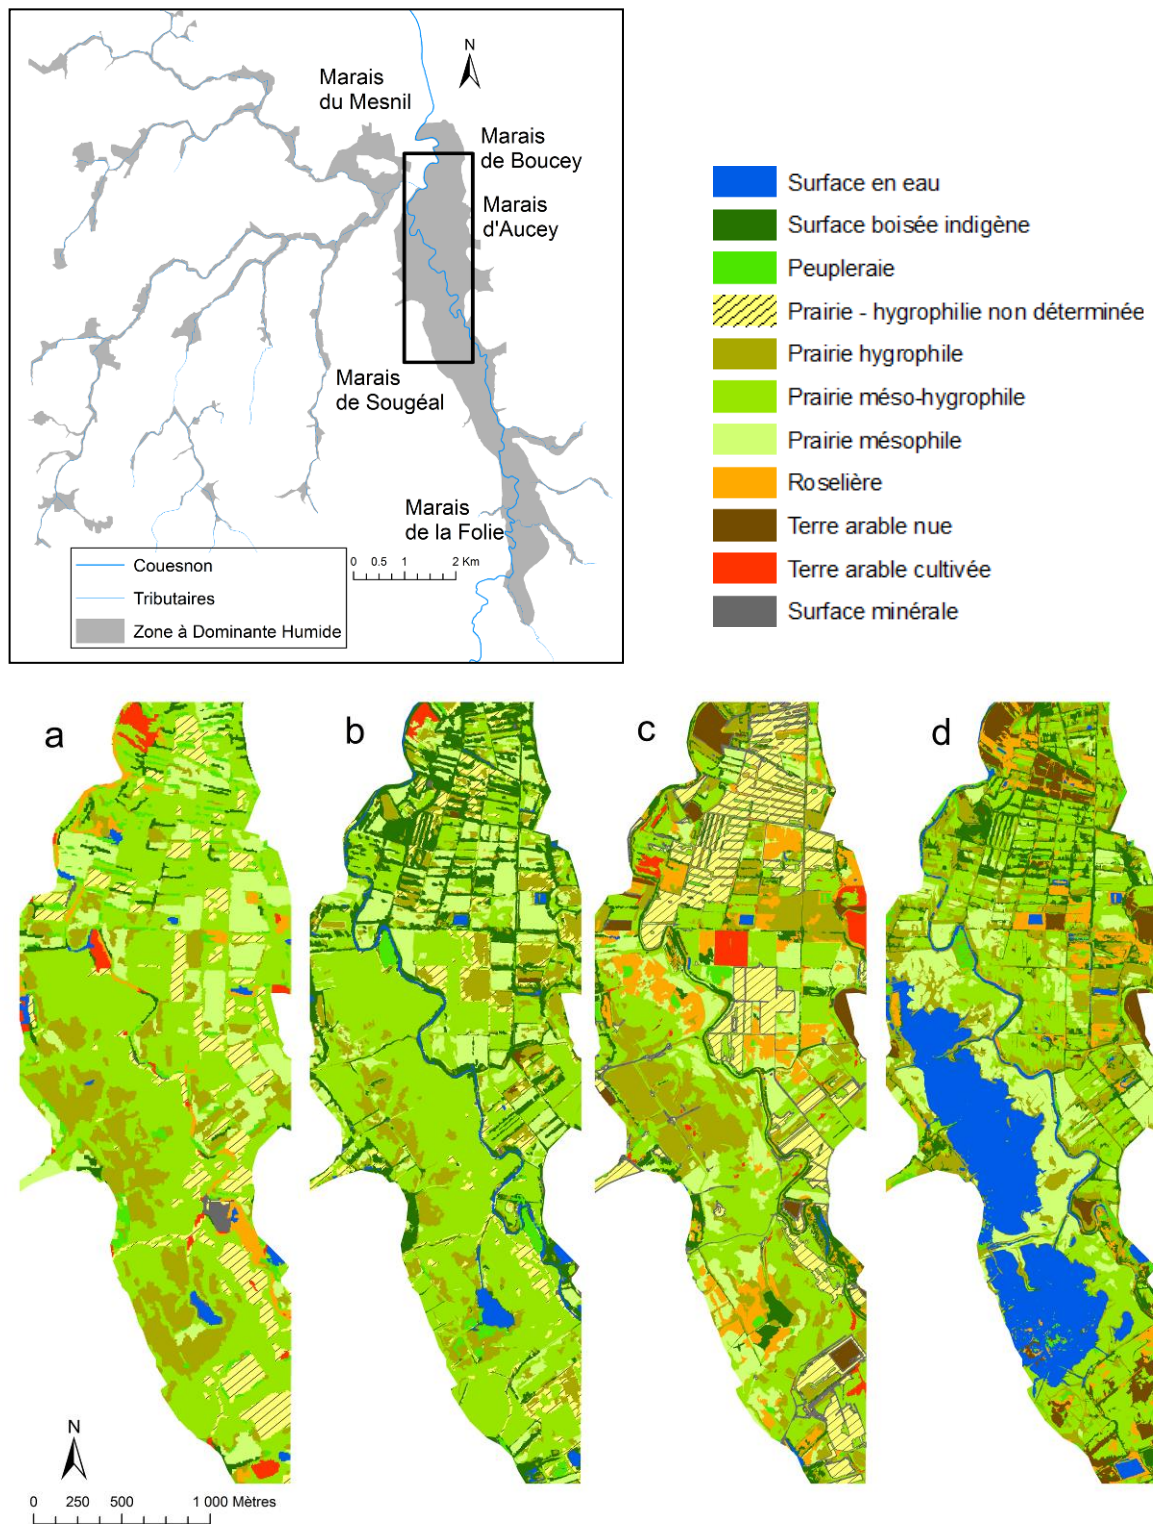 N
Marais
du Mesnil
Marais
de Boucey
Marais
d'Aucey
Marais
de Sougéal
Marais
de la Folie
0 0.5 1 2 Km
Couesnon
Tributaires
Zone à Dominante Humide
Surface en eau
Surface boisée indigène
Peupleraie
Prairie - hygrophilie non déterminée
Prairie hygrophile
Prairie méso-hygrophile
Prairie mésophile
Roselière
Terre arable nue
Terre arable cultivée
Surface minérale
a b c d
N
0 250 500 1 000 Mètres